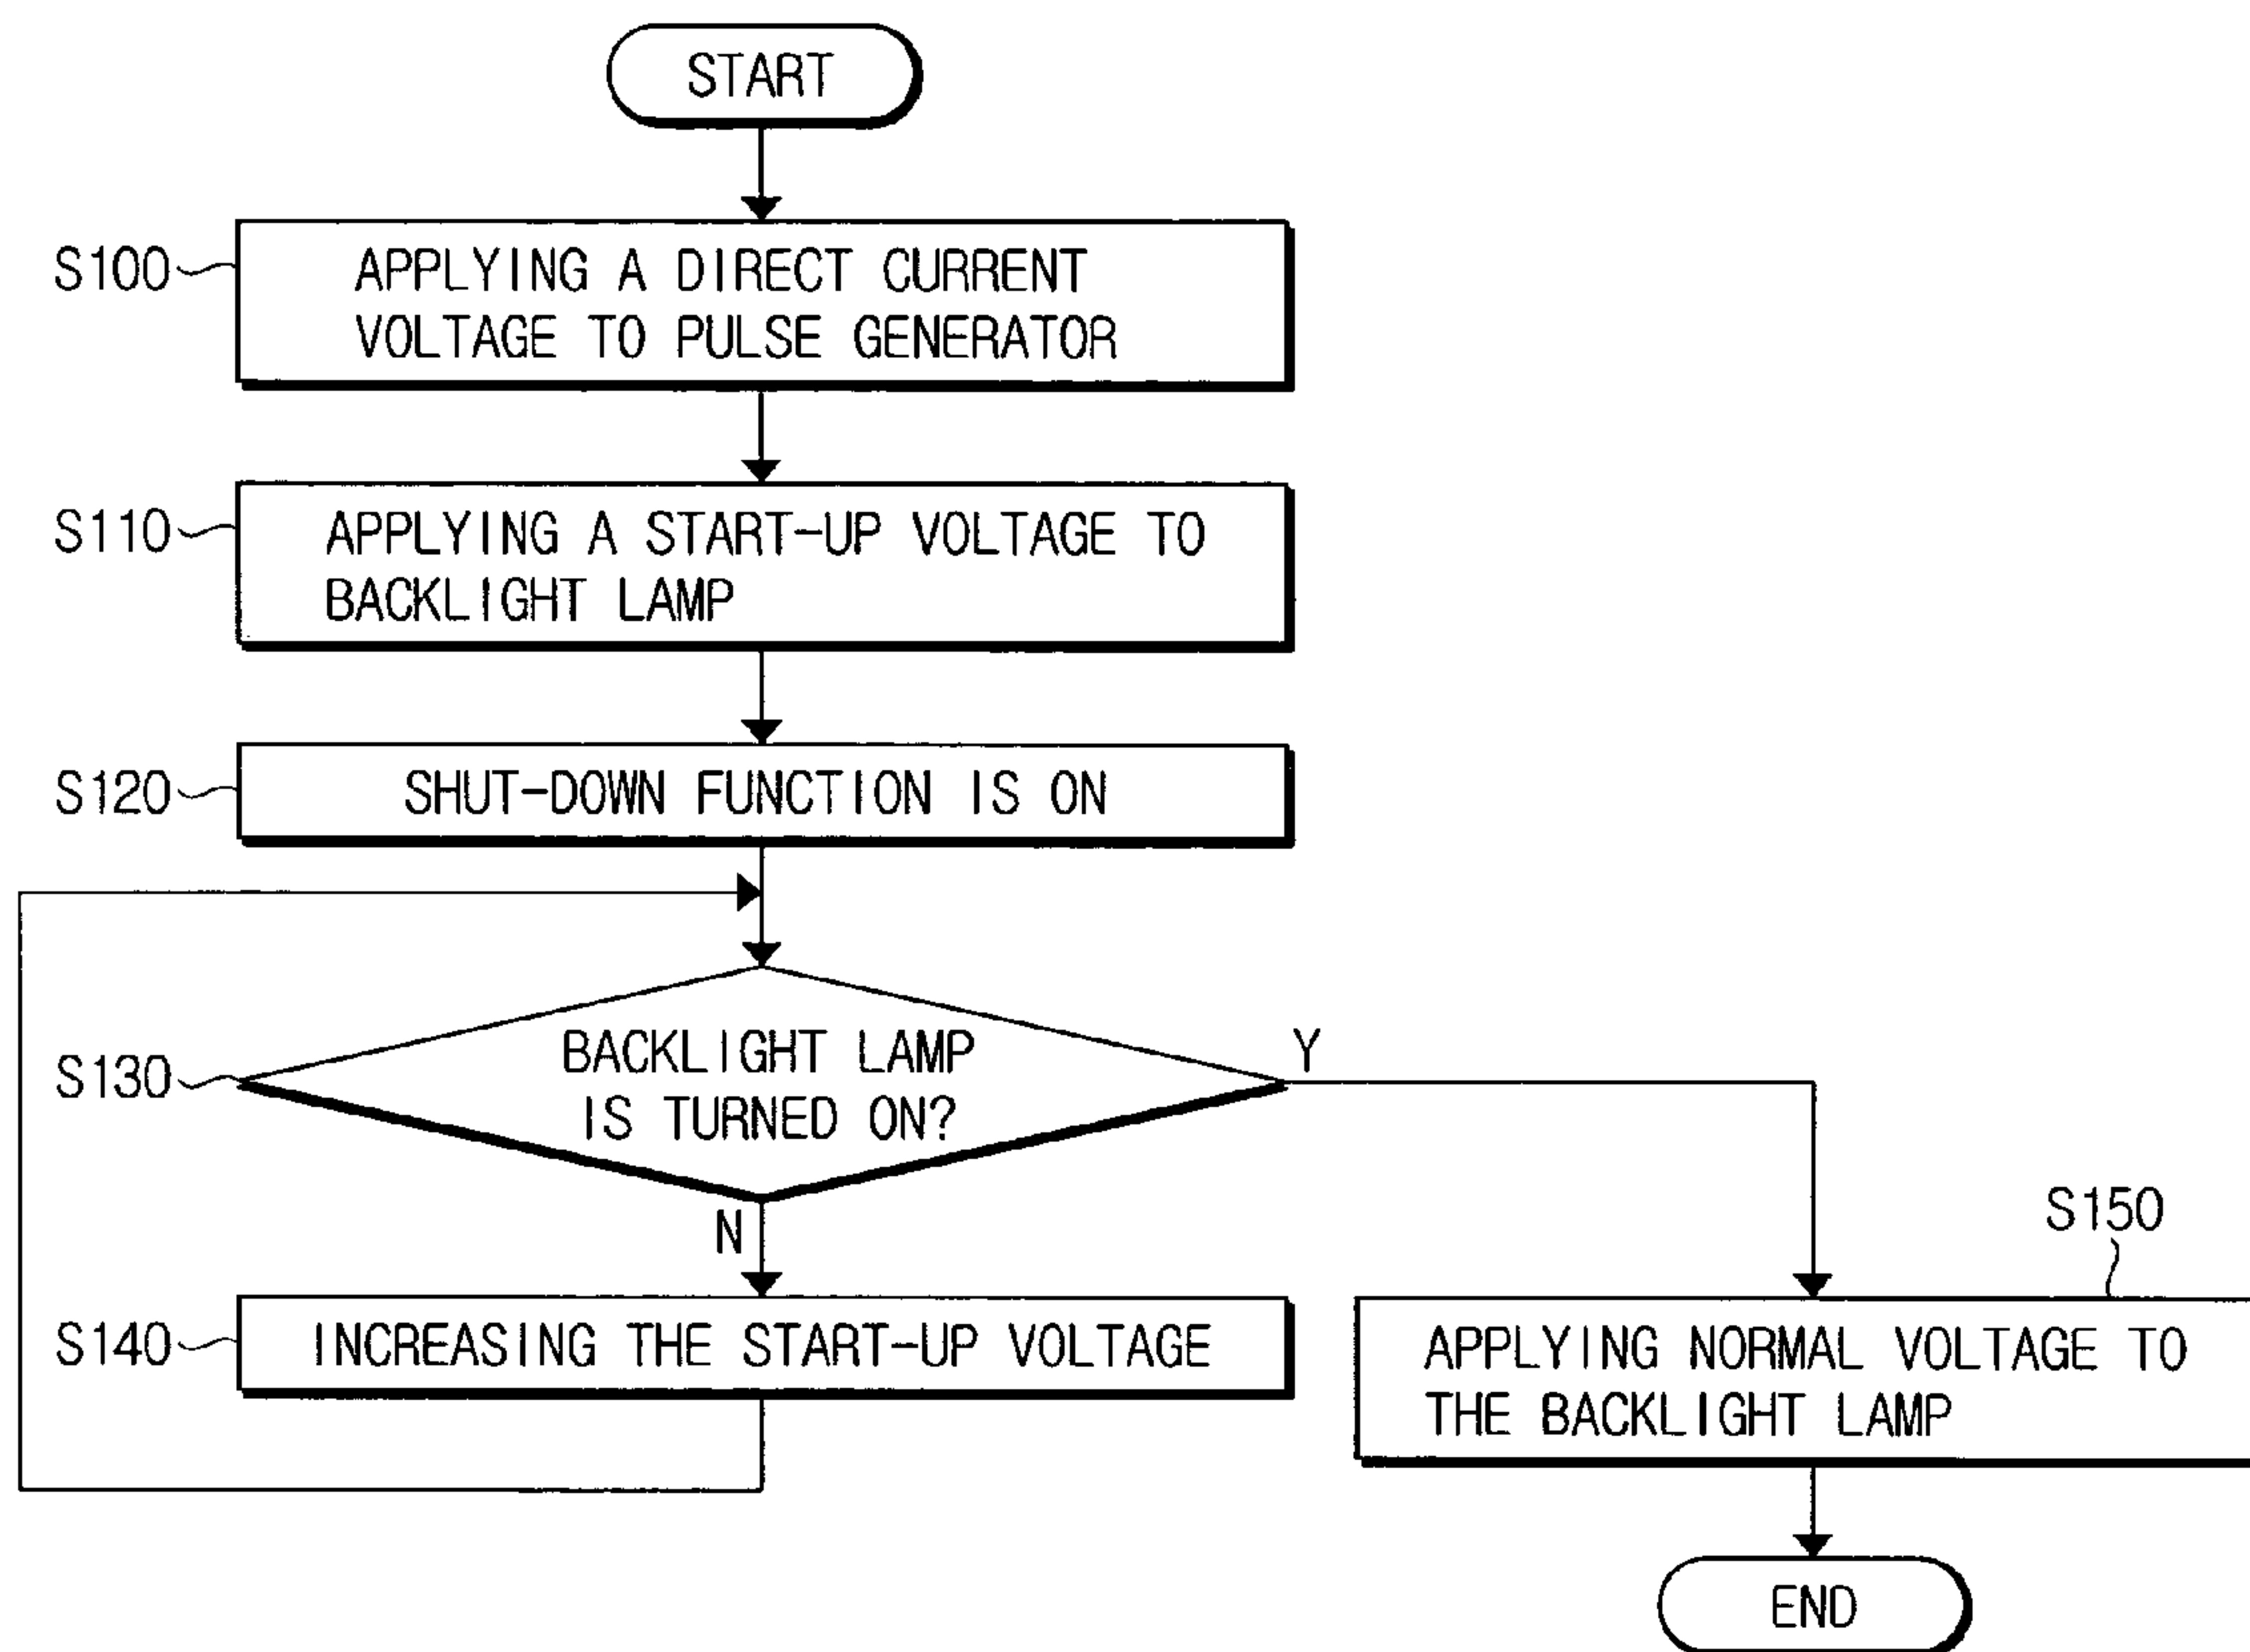 START
S100
APPLYING A DIRECT CURRENT
VOLTAGE TO PULSE GENERATOR
S110
APPLYING A START-UP VOLTAGE TO
BACKLIGHT LAMP
S120
SHUT-DOWN FUNCTION IS ON
S130
BACKLIGHT LAMP
IS TURNED ON?
Y
N
S140
INCREASING THE START-UP VOLTAGE
S150
APPLYING NORMAL VOLTAGE TO
THE BACKLIGHT LAMP
END